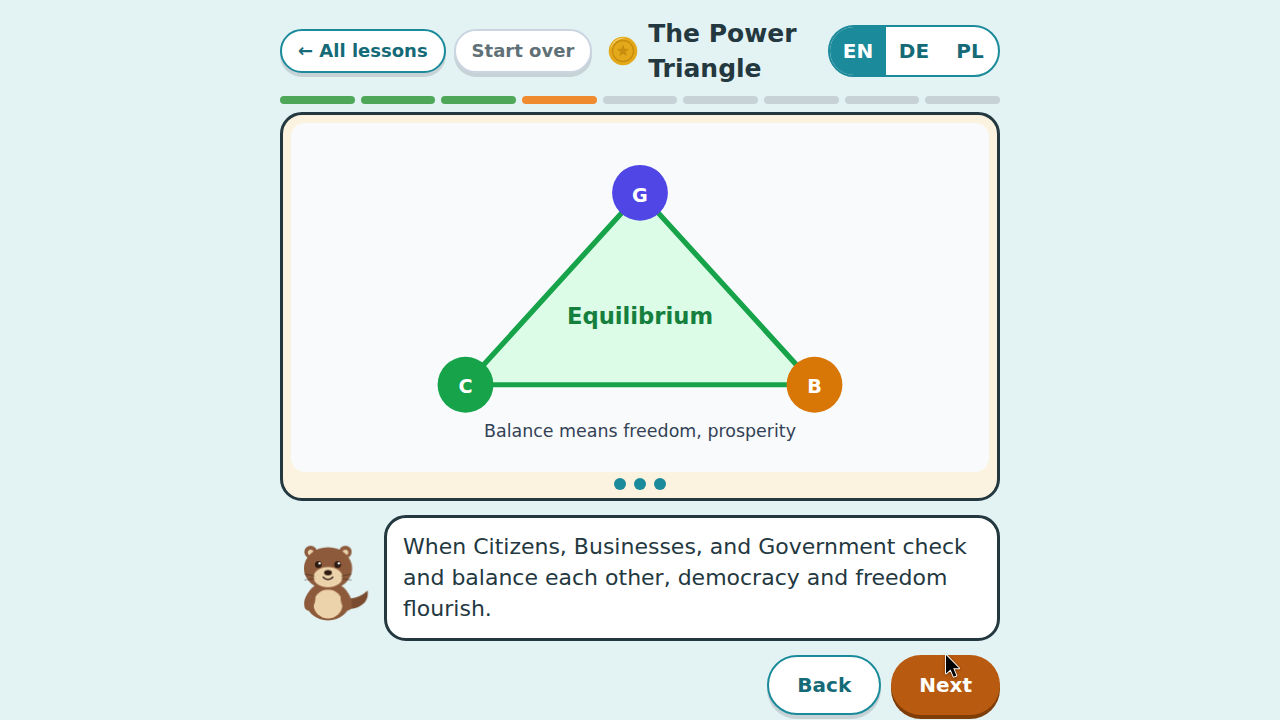 ← All lessons
Start over
The Power
Triangle
EN
DE
PL
G
Equilibrium
C
B
Balance means freedom, prosperity
When Citizens, Businesses, and Government check
and balance each other, democracy and freedom
flourish.
Back
Next